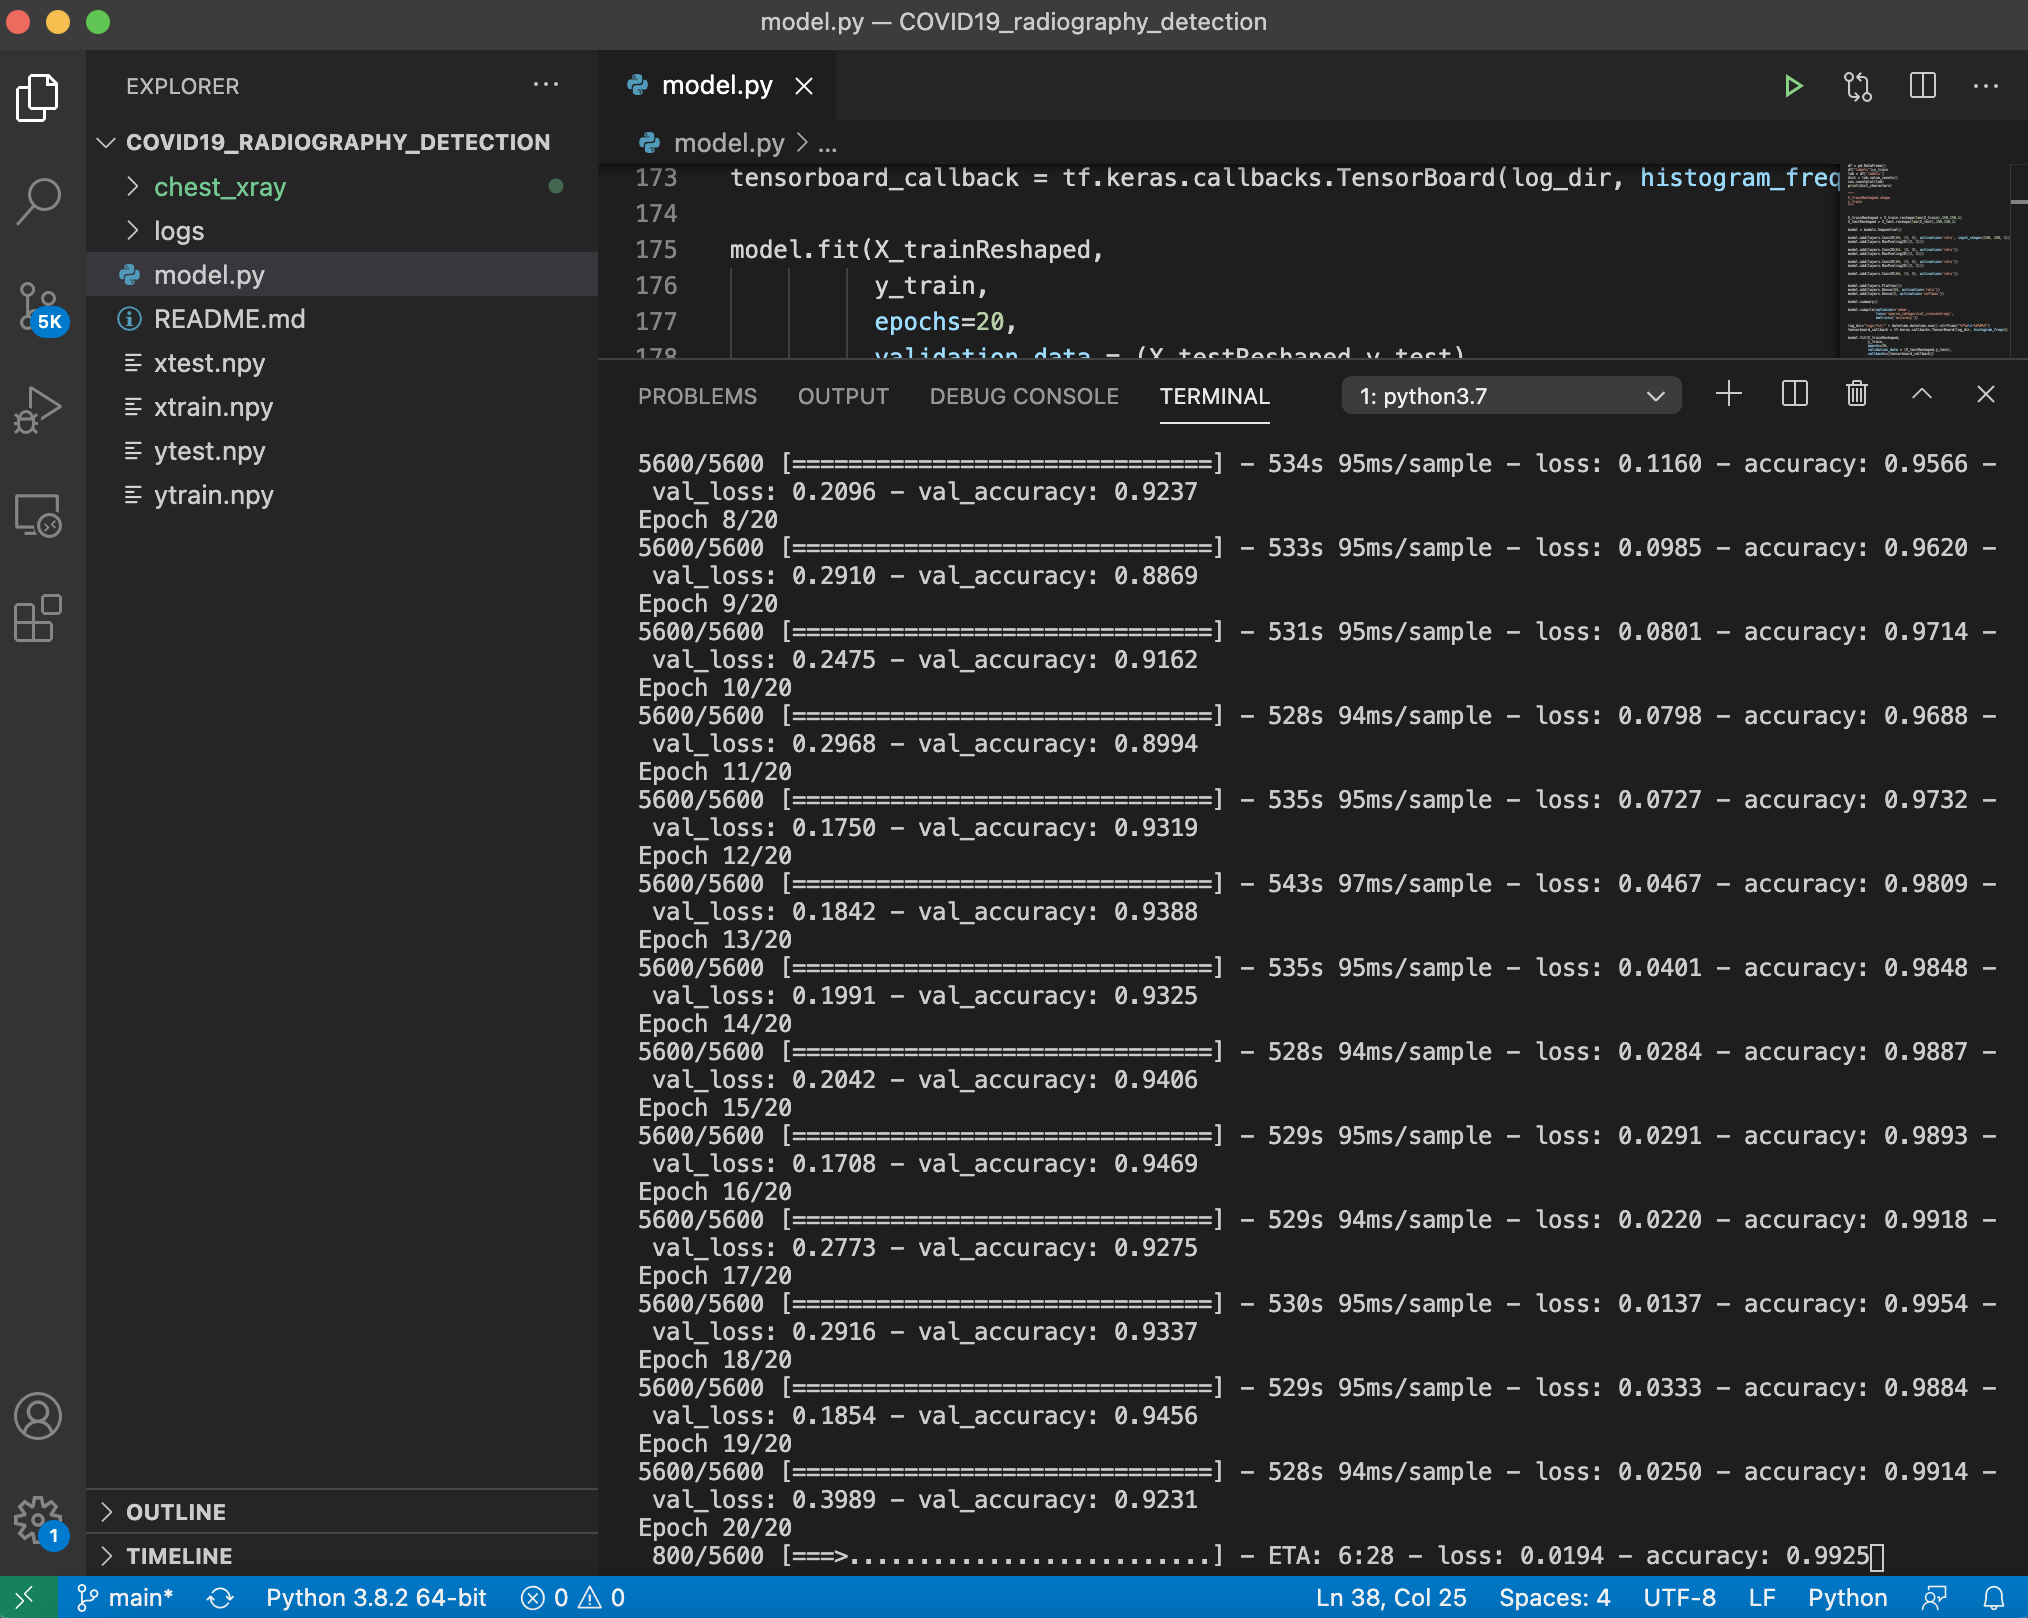 model.py — COVID19_radiography_detection
EXPLORER
COVID19_RADIOGRAPHY_DETECTION
chest_xray
logs
model.py
README.md
xtest.npy
xtrain.npy
ytest.npy
ytrain.npy
OUTLINE
TIMELINE
5K
1
model.py
model.py > ...
173 tensorboard_callback = tf.keras.callbacks.TensorBoard(log_dir, histogram_freq
174
175 model.fit(X_trainReshaped,
176 y_train,
177 epochs=20,
178 validation_data = (X_testReshaped,y_test)
PROBLEMS OUTPUT DEBUG CONSOLE TERMINAL 1: python3.7
5600/5600 [==============================] - 534s 95ms/sample - loss: 0.1160 - accuracy: 0.9566 -
val_loss: 0.2096 - val_accuracy: 0.9237
Epoch 8/20
5600/5600 [==============================] - 533s 95ms/sample - loss: 0.0985 - accuracy: 0.9620 -
val_loss: 0.2910 - val_accuracy: 0.8869
Epoch 9/20
5600/5600 [==============================] - 531s 95ms/sample - loss: 0.0801 - accuracy: 0.9714 -
val_loss: 0.2475 - val_accuracy: 0.9162
Epoch 10/20
5600/5600 [==============================] - 528s 94ms/sample - loss: 0.0798 - accuracy: 0.9688 -
val_loss: 0.2968 - val_accuracy: 0.8994
Epoch 11/20
5600/5600 [==============================] - 535s 95ms/sample - loss: 0.0727 - accuracy: 0.9732 -
val_loss: 0.1750 - val_accuracy: 0.9319
Epoch 12/20
5600/5600 [==============================] - 543s 97ms/sample - loss: 0.0467 - accuracy: 0.9809 -
val_loss: 0.1842 - val_accuracy: 0.9388
Epoch 13/20
5600/5600 [==============================] - 535s 95ms/sample - loss: 0.0401 - accuracy: 0.9848 -
val_loss: 0.1991 - val_accuracy: 0.9325
Epoch 14/20
5600/5600 [==============================] - 528s 94ms/sample - loss: 0.0284 - accuracy: 0.9887 -
val_loss: 0.2042 - val_accuracy: 0.9406
Epoch 15/20
5600/5600 [==============================] - 529s 95ms/sample - loss: 0.0291 - accuracy: 0.9893 -
val_loss: 0.1708 - val_accuracy: 0.9469
Epoch 16/20
5600/5600 [==============================] - 529s 94ms/sample - loss: 0.0220 - accuracy: 0.9918 -
val_loss: 0.2773 - val_accuracy: 0.9275
Epoch 17/20
5600/5600 [==============================] - 530s 95ms/sample - loss: 0.0137 - accuracy: 0.9954 -
val_loss: 0.2916 - val_accuracy: 0.9337
Epoch 18/20
5600/5600 [==============================] - 529s 95ms/sample - loss: 0.0333 - accuracy: 0.9884 -
val_loss: 0.1854 - val_accuracy: 0.9456
Epoch 19/20
5600/5600 [==============================] - 528s 94ms/sample - loss: 0.0250 - accuracy: 0.9914 -
val_loss: 0.3989 - val_accuracy: 0.9231
Epoch 20/20
800/5600 [===>..........................] - ETA: 6:28 - loss: 0.0194 - accuracy: 0.9925
main* Python 3.8.2 64-bit 0 0 Ln 38, Col 25 Spaces: 4 UTF-8 LF Python